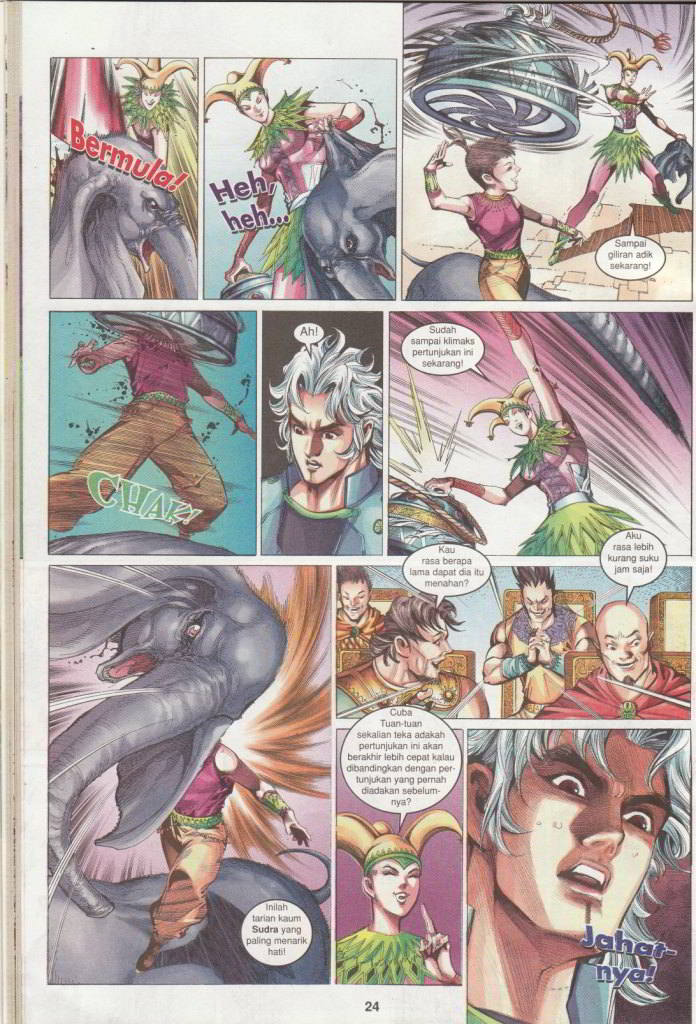 Bermula!
Heh,
heh...
Sampai
giliran adik
sekarang!
CHAK!
Ah!
Sudah
sampai klimaks
pertunjukan ini
sekarang!
Kau
rasa berapa
lama dapat dia itu
menahan?
Aku
rasa lebih
kurang suku
jam saja!
Inilah
tarian kaum
Sudra yang
paling menarik
hati!
Cuba
Tuan-tuan
sekalian teka adakah
pertunjukan ini akan
berakhir lebih cepat kalau
dibandingkan dengan per-
tunjukan yang pernah
diadakan sebelum-
nya?
Jahat-
nya!
24